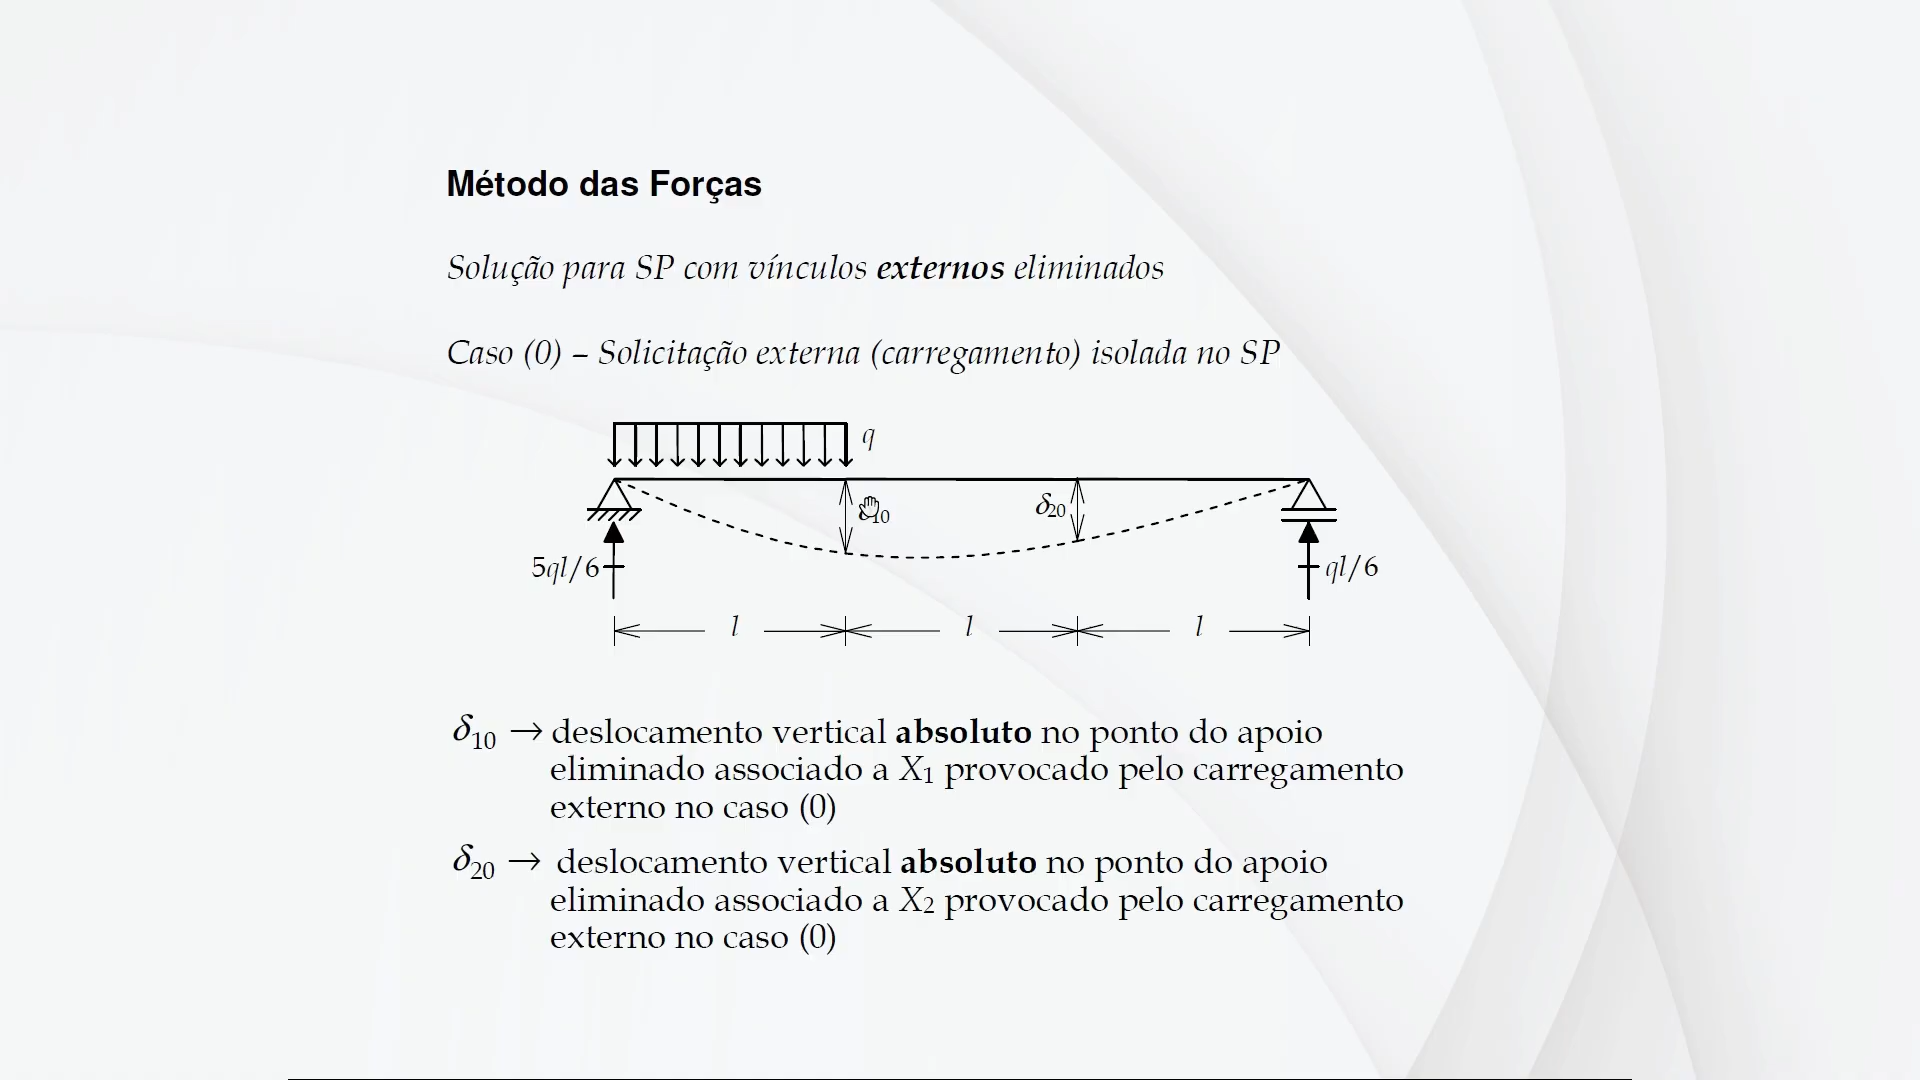 Método das Forças
Solução para SP com vínculos externos eliminados
Caso (0) – Solicitação externa (carregamento) isolada no SP
q
10
δ20
5ql/6
ql/6
l l l
δ10 → deslocamento vertical absoluto no ponto do apoio
eliminado associado a X1 provocado pelo carregamento
externo no caso (0)
δ20 → deslocamento vertical absoluto no ponto do apoio
eliminado associado a X2 provocado pelo carregamento
externo no caso (0)